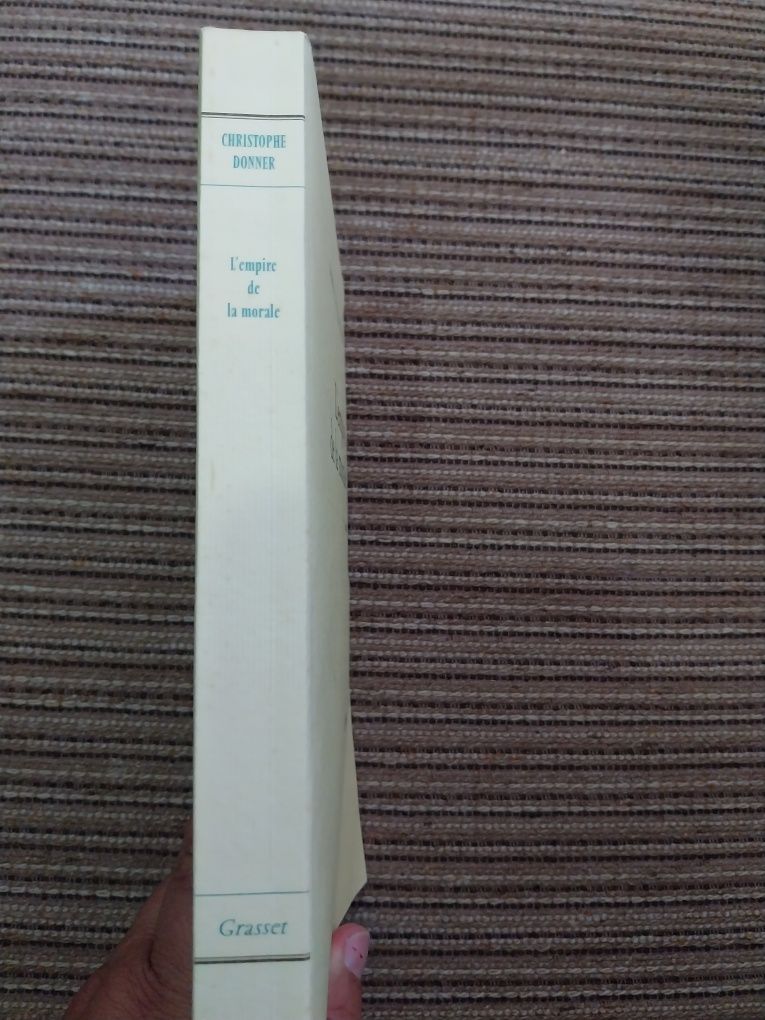 CHRISTOPHE
DONNER
L'empire
de
la morale
Grasset